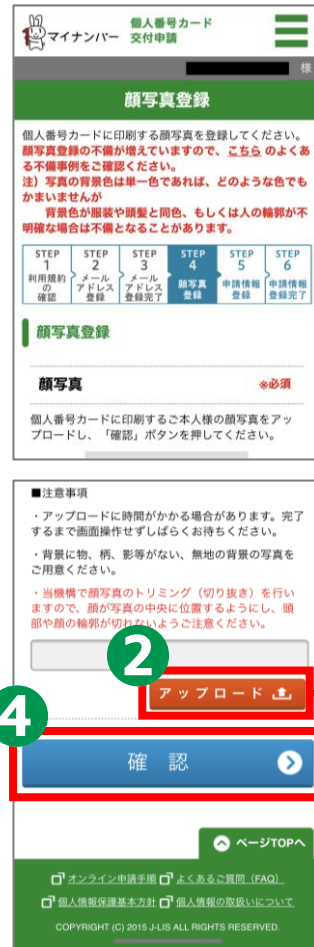 マイナンバー
個人番号カード
交付申請
様
顔写真登録
個人番号カードに印刷する顔写真を登録してください。
顔写真登録の不備が増えていますので、こちら のよくあ
る不備事例をご確認ください。
注）写真の背景色は単一色であれば、どのような色でも
かまいませんが
背景色が服装や頭髪と同色、もしくは人の輪郭が不
明確な場合は不備となることがあります。
STEP
1
利用規約
の
確認
STEP
2
メール
アドレス
登録
STEP
3
メール
アドレス
登録完了
STEP
4
顔写真
登録
STEP
5
申請情報
登録
STEP
6
申請情報
登録完了
顔写真登録
顔写真
※必須
個人番号カードに印刷するご本人様の顔写真をアッ
プロードし、「確認」ボタンを押してください。
■注意事項
・アップロードに時間がかかる場合があります。完了
するまで画面操作せずしばらくお待ちください。
・背景に物、柄、影等がない、無地の背景の写真を
ご用意ください。
・当機構で顔写真のトリミング（切り抜き）を行い
ますので、顔が写真の中央に位置するようにし、頭
部や顔の輪郭が切れないようご注意ください。
2
アップロード
4
確 認
ページTOPへ
オンライン申請手順 よくあるご質問（FAQ）
個人情報保護基本方針 個人情報の取扱いについて
COPYRIGHT (C) 2015 J-LIS ALL RIGHTS RESERVED.